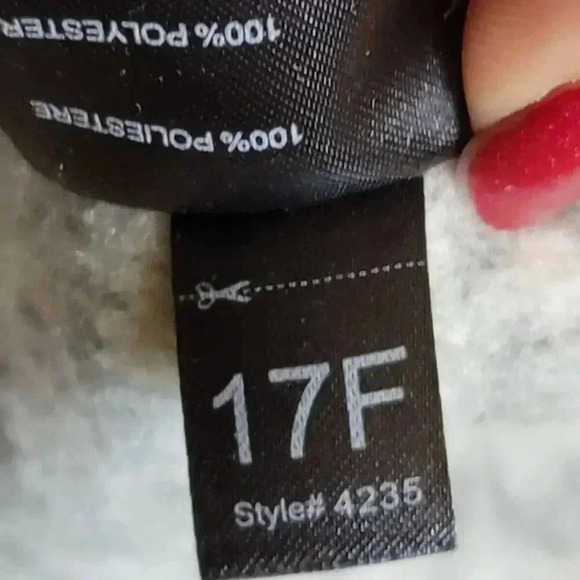 100% POLIESTERE
100% POLYESTER
17F
Style# 4235